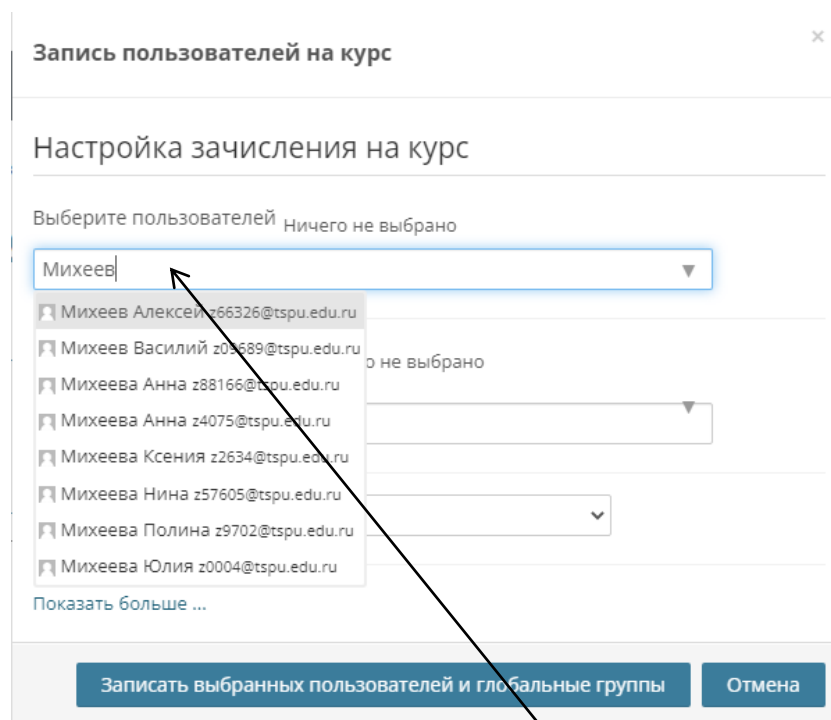 Запись пользователей на курс
×
Настройка зачисления на курс
Выберите пользователей Ничего не выбрано
Михеев
Михеев Алексей z66326@tspu.edu.ru
Михеев Василий z09689@tspu.edu.ru
о не выбрано
Михеева Анна z88166@tspu.edu.ru
Михеева Анна z4075@tspu.edu.ru
Михеева Ксения z2634@tspu.edu.ru
Михеева Нина z57605@tspu.edu.ru
Михеева Полина z9702@tspu.edu.ru
Михеева Юлия z0004@tspu.edu.ru
Показать больше ...
Записать выбранных пользователей и глобальные группы
Отмена